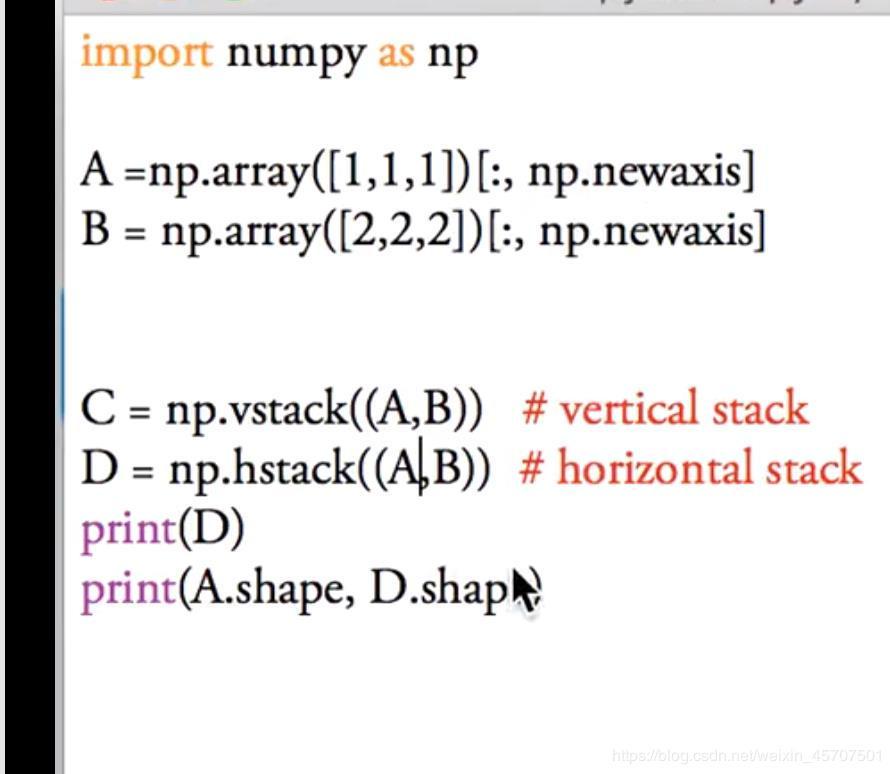 import numpy as np
A =np.array([1,1,1])[:, np.newaxis]
B = np.array([2,2,2])[:, np.newaxis]
C = np.vstack((A,B)) # vertical stack
D = np.hstack((A,B)) # horizontal stack
print(D)
print(A.shape, D.shap
https://blog.csdn.net/weixin_45707501